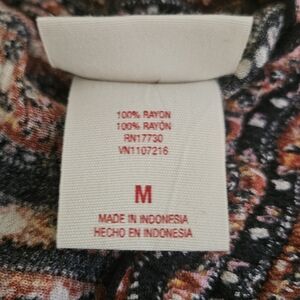 100% RAYON
100% RAYÓN
RN17730
VN1107216
M
MADE IN INDONESIA
HECHO EN INDONESIA